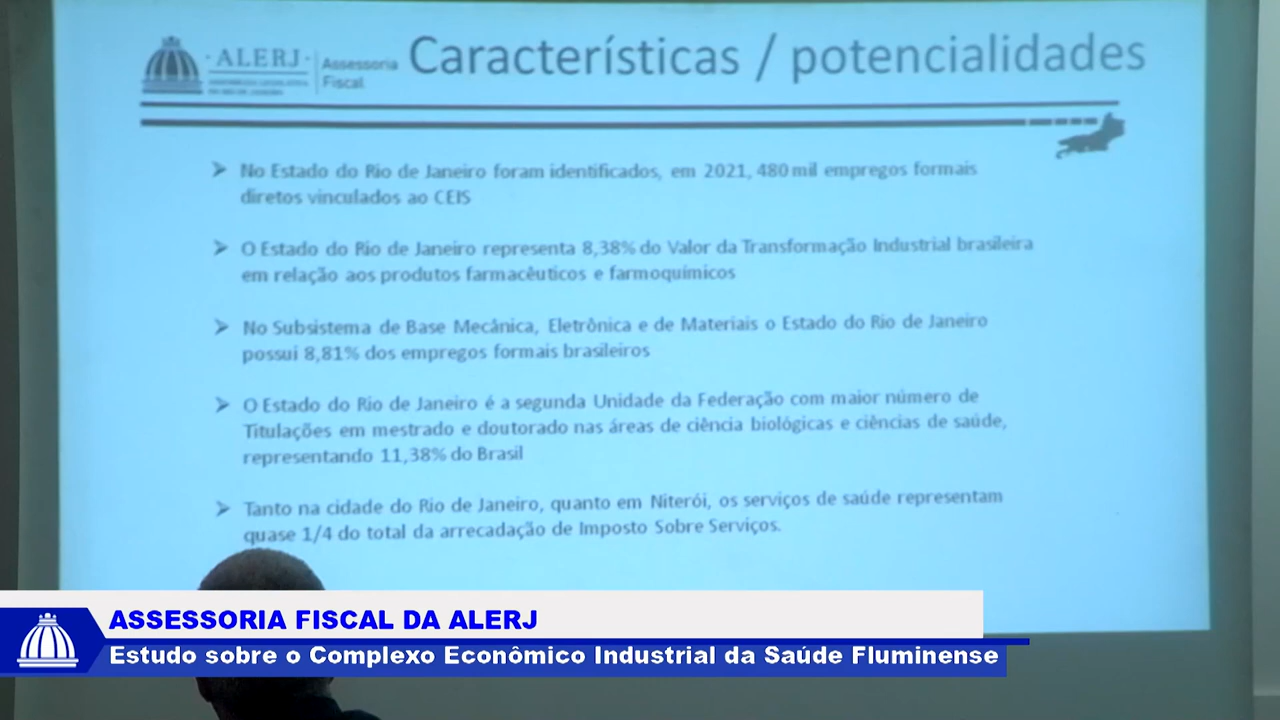 ALERJ
Assessoria
Fiscal
Características / potencialidades
➢ No Estado do Rio de Janeiro foram identificados, em 2021, 480 mil empregos formais
diretos vinculados ao CEIS
➢ O Estado do Rio de Janeiro representa 8,38% do Valor da Transformação Industrial brasileira
em relação aos produtos farmacêuticos e farmoquímicos
➢ No Subsistema de Base Mecânica, Eletrônica e de Materiais o Estado do Rio de Janeiro
possui 8,81% dos empregos formais brasileiros
➢ O Estado do Rio de Janeiro é a segunda Unidade da Federação com maior número de
Titulações em mestrado e doutorado nas áreas de ciência biológicas e ciências de saúde,
representando 11,38% do Brasil
➢ Tanto na cidade do Rio de Janeiro, quanto em Niterói, os serviços de saúde representam
quase 1/4 do total da arrecadação de Imposto Sobre Serviços.
ASSESSORIA FISCAL DA ALERJ
Estudo sobre o Complexo Econômico Industrial da Saúde Fluminense